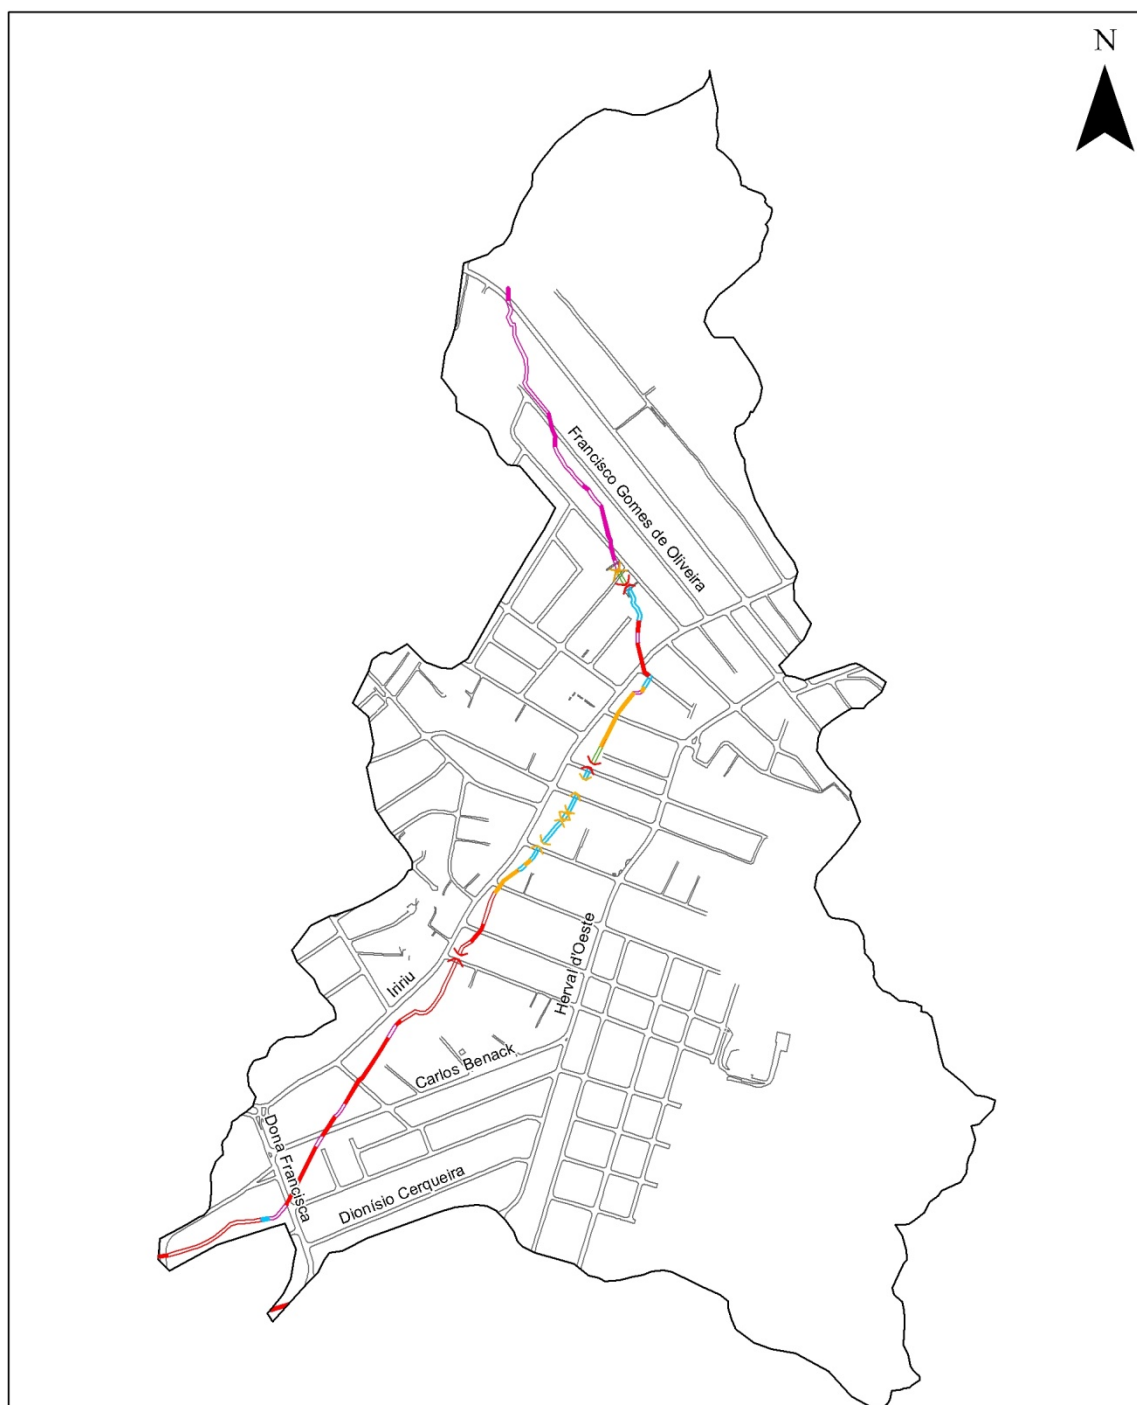 N
Francisco Gomes de Oliveira
Herval d'Oeste
Iririu
Carlos Benack
Dona Francisca
Dionísio Cerqueira